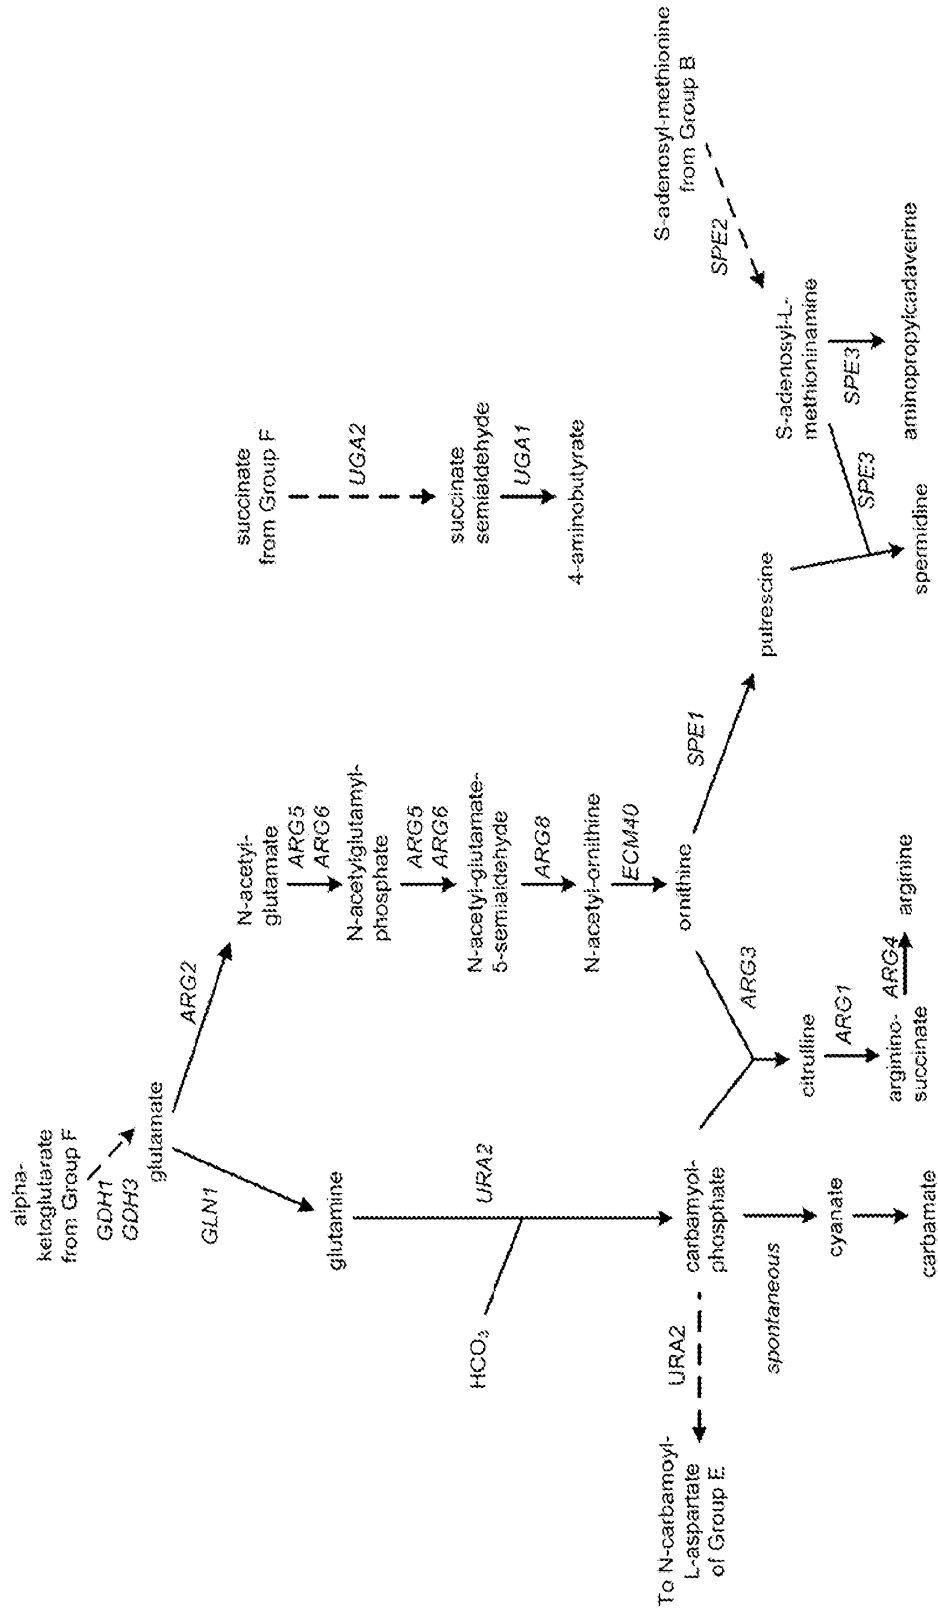 alpha-
ketoglutarate
from Group F
GDH1
GDH3
glutamate
ARG2
GLN1
N-acetyl-
glutamate
ARG5
ARG6
N-acetylglutamyl-
phosphate
ARG5
ARG6
N-acetyl-glutamate-
5-semialdehyde
ARG8
N-acetyl-ornithine
ECM40
ornithine
glutamine
URA2
HCO3
carbamyol-
phosphate
URA2
To N-carbamoyl-
L-aspartate
of Group E
spontaneous
cyanate
carbamate
ARG3
citrulline
ARG1
arginino-
succinate
ARG4
arginine
SPE1
putrescine
succinate
from Group F
UGA2
succinate
semialdehyde
UGA1
4-aminobutyrate
S-adenosyl-methionine
from Group B
SPE2
S-adenosyl-L-
methioninamine
SPE3
SPE3
spermidine
aminopropylcadaverine